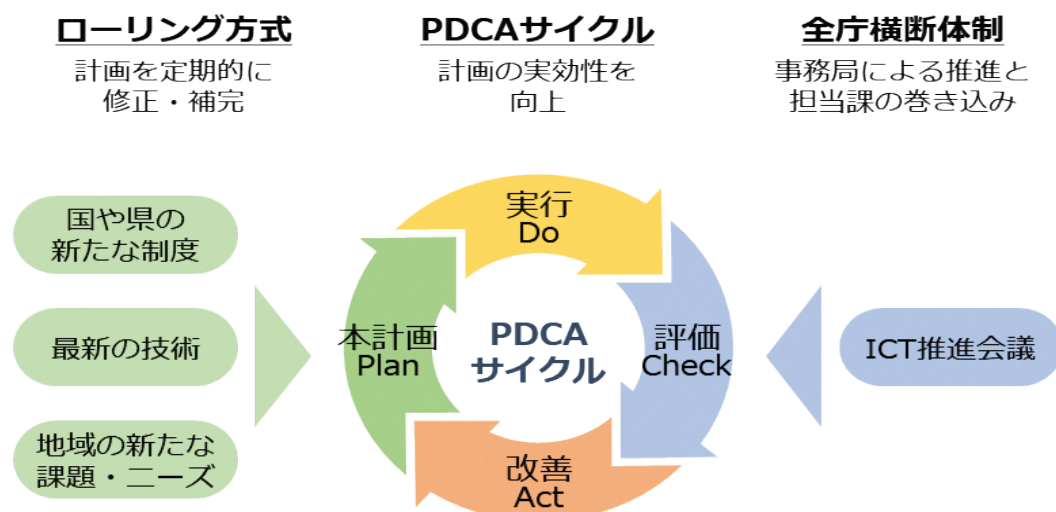 ローリング方式
計画を定期的に
修正・補完
PDCAサイクル
計画の実効性を
向上
全庁横断体制
事務局による推進と
担当課の巻き込み
国や県の
新たな制度
最新の技術
地域の新たな
課題・ニーズ
本計画
Plan
実行
Do
評価
Check
改善
Act
PDCA
サイクル
ICT推進会議